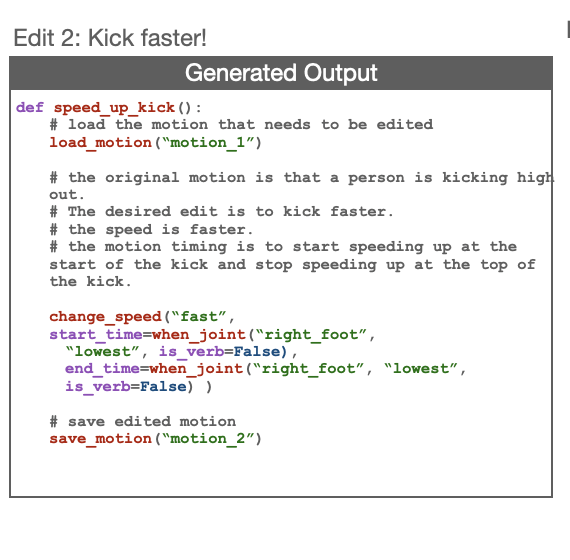 Edit 2: Kick faster!
Generated Output
def speed_up_kick():
# load the motion that needs to be edited
load_motion(“motion_1”)
# the original motion is that a person is kicking high
out.
# The desired edit is to kick faster.
# the speed is faster.
# the motion timing is to start speeding up at the
start of the kick and stop speeding up at the top of
the kick.
change_speed(“fast”,
start_time=when_joint(“right_foot”,
“lowest”, is_verb=False),
end_time=when_joint(“right_foot”, “lowest”,
is_verb=False) )
# save edited motion
save_motion(“motion_2”)